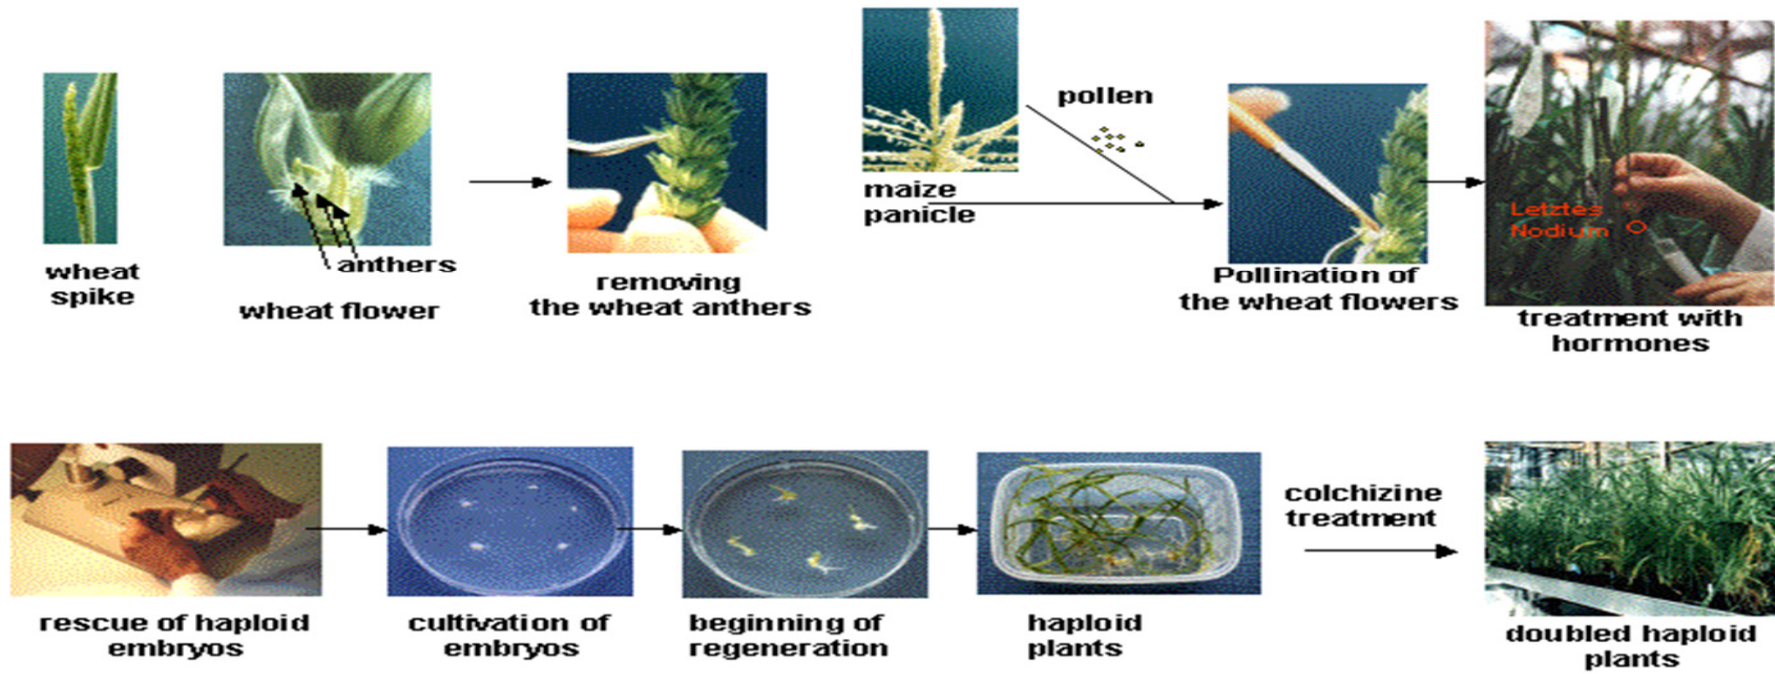 wheat
spike
anthers
wheat flower
removing
the wheat anthers
maize
panicle
pollen
Pollination of
the wheat flowers
Letztes
Nodium
treatment with
hormones
rescue of haploid
embryos
cultivation of
embryos
beginning of
regeneration
haploid
plants
colchizine
treatment
doubled haploid
plants